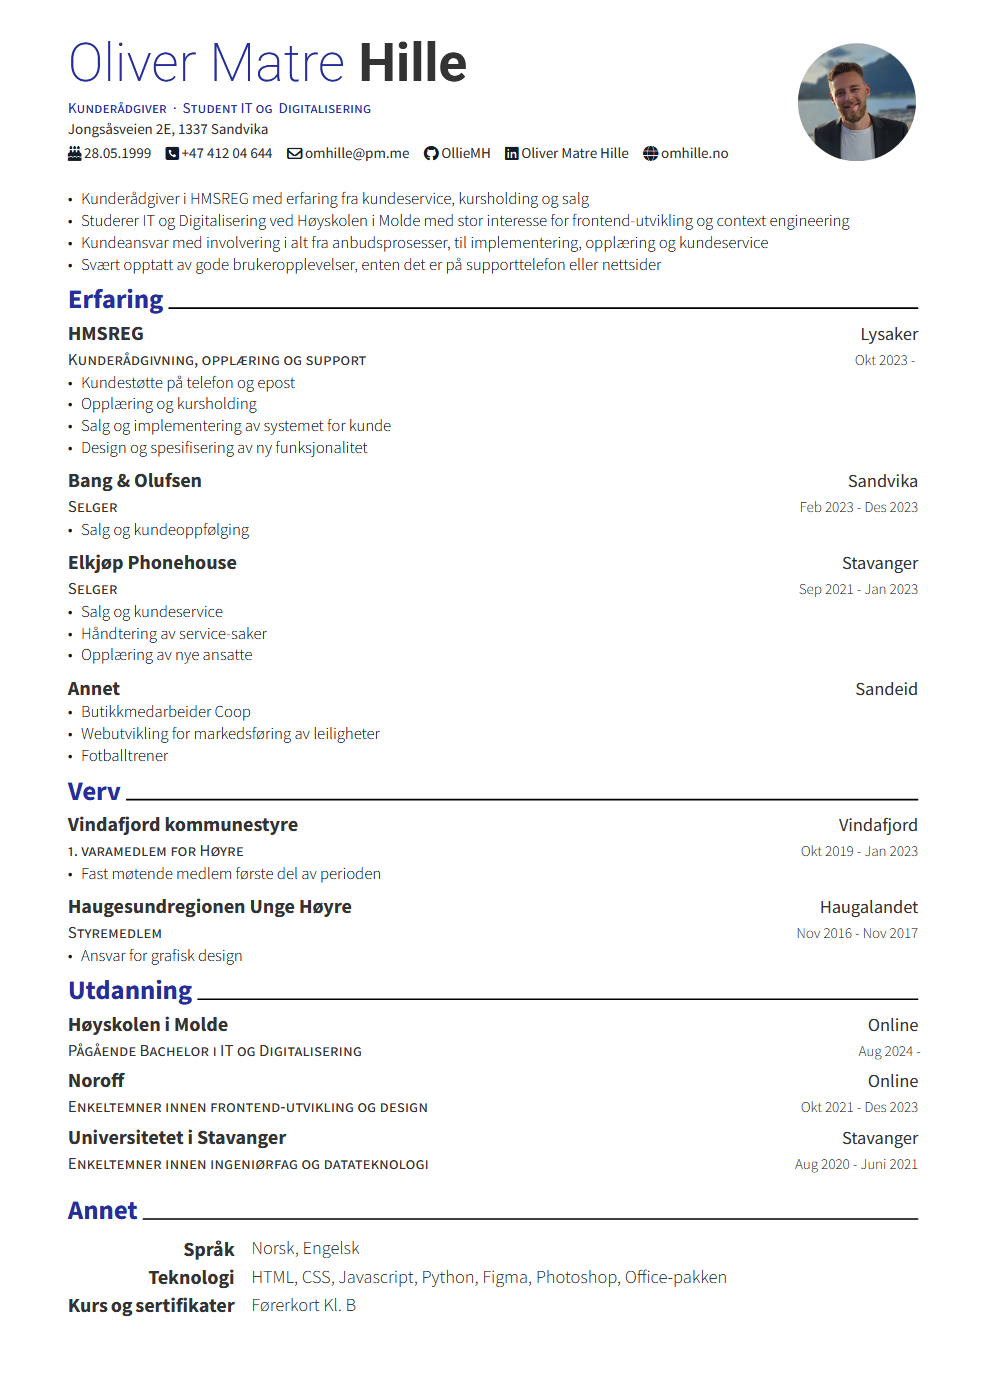 Oliver Matre Hille
Kunderådgiver · Student IT og Digitalisering
Jongsåsveien 2E, 1337 Sandvika
28.05.1999 +47 412 04 644 omhille@pm.me OllieMH Oliver Matre Hille omhille.no
• Kunderådgiver i HMSREG med erfaring fra kundeservice, kursholding og salg
• Studerer IT og Digitalisering ved Høyskolen i Molde med stor interesse for frontend-utvikling og context engineering
• Kundeansvar med involvering i alt fra anbudsprosesser, til implementering, opplæring og kundeservice
• Svært opptatt av gode brukeropplevelser, enten det er på supporttelefon eller nettsider
Erfaring
HMSREG Lysaker
Kunderådgivning, opplæring og support Okt 2023 -
• Kundestøtte på telefon og epost
• Opplæring og kursholding
• Salg og implementering av systemet for kunde
• Design og spesifisering av ny funksjonalitet
Bang & Olufsen Sandvika
Selger Feb 2023 - Des 2023
• Salg og kundeoppfølging
Elkjøp Phonehouse Stavanger
Selger Sep 2021 - Jan 2023
• Salg og kundeservice
• Håndtering av service-saker
• Opplæring av nye ansatte
Annet Sandeid
• Butikkmedarbeider Coop
• Webutvikling for markedsføring av leiligheter
• Fotballtrener
Verv
Vindafjord kommunestyre Vindafjord
1. varamedlem for Høyre Okt 2019 - Jan 2023
• Fast møtende medlem første del av perioden
Haugesundregionen Unge Høyre Haugalandet
Styremedlem Nov 2016 - Nov 2017
• Ansvar for grafisk design
Utdanning
Høyskolen i Molde Online
Pågående Bachelor i IT og Digitalisering Aug 2024 -
Noroff Online
Enkeltemner innen frontend-utvikling og design Okt 2021 - Des 2023
Universitetet i Stavanger Stavanger
Enkeltemner innen ingeniørfag og datateknologi Aug 2020 - Juni 2021
Annet
Språk Norsk, Engelsk
Teknologi HTML, CSS, Javascript, Python, Figma, Photoshop, Office-pakken
Kurs og sertifikater Førerkort Kl. B